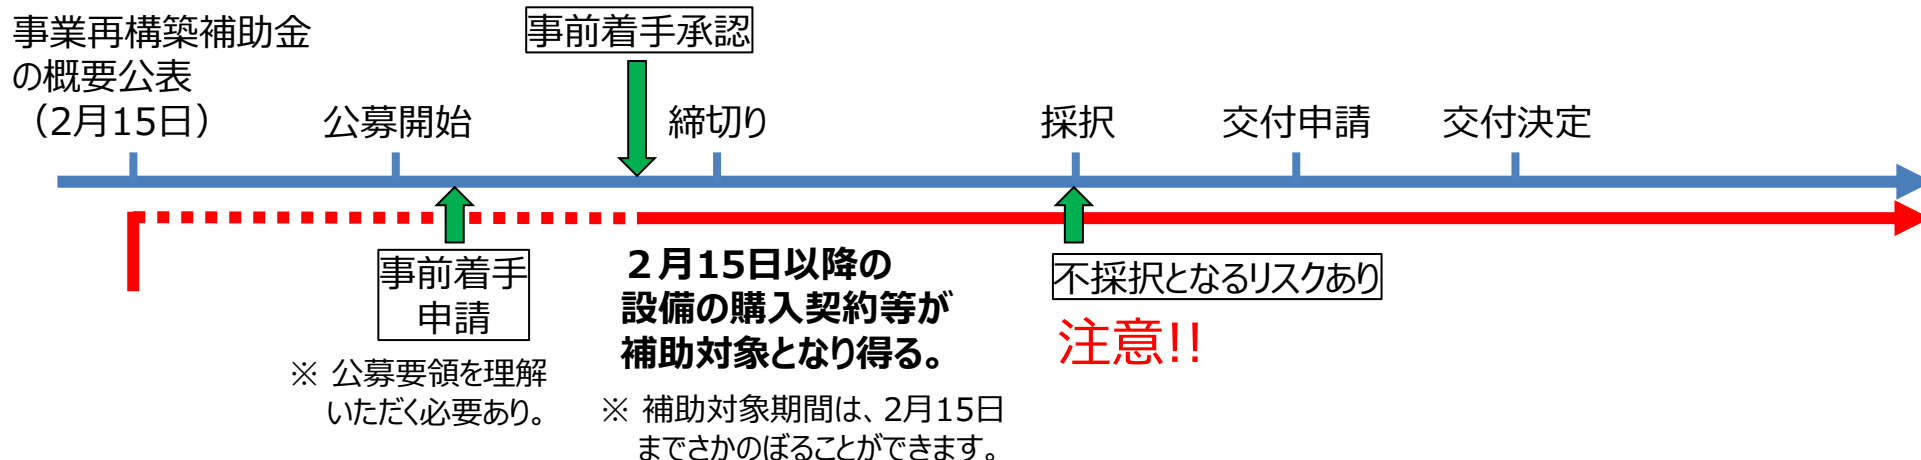 事業再構築補助金
の概要公表
（2月15日）
事前着手承認
公募開始
締切り
採択
交付申請
交付決定
事前着手
申請
※ 公募要領を理解
いただく必要あり。
２月15日以降の
設備の購入契約等が
補助対象となり得る。
※ 補助対象期間は、2月15日
までさかのぼることができます。
不採択となるリスクあり
注意!!